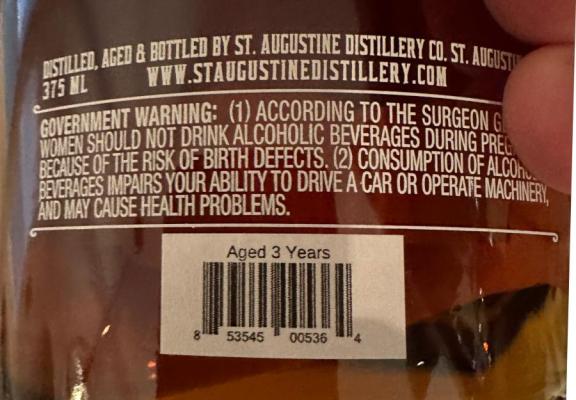 DISTILLED, AGED & BOTTLED BY ST. AUGUSTINE DISTILLERY CO. ST. AUGUSTI
375 ML WWW.STAUGUSTINEDISTILLERY.COM
GOVERNMENT WARNING: (1) ACCORDING TO THE SURGEON G
WOMEN SHOULD NOT DRINK ALCOHOLIC BEVERAGES DURING PREG
BECAUSE OF THE RISK OF BIRTH DEFECTS. (2) CONSUMPTION OF ALCOHO
BEVERAGES IMPAIRS YOUR ABILITY TO DRIVE A CAR OR OPERATE MACHINERY,
AND MAY CAUSE HEALTH PROBLEMS.
Aged 3 Years
8 53545 00536 4